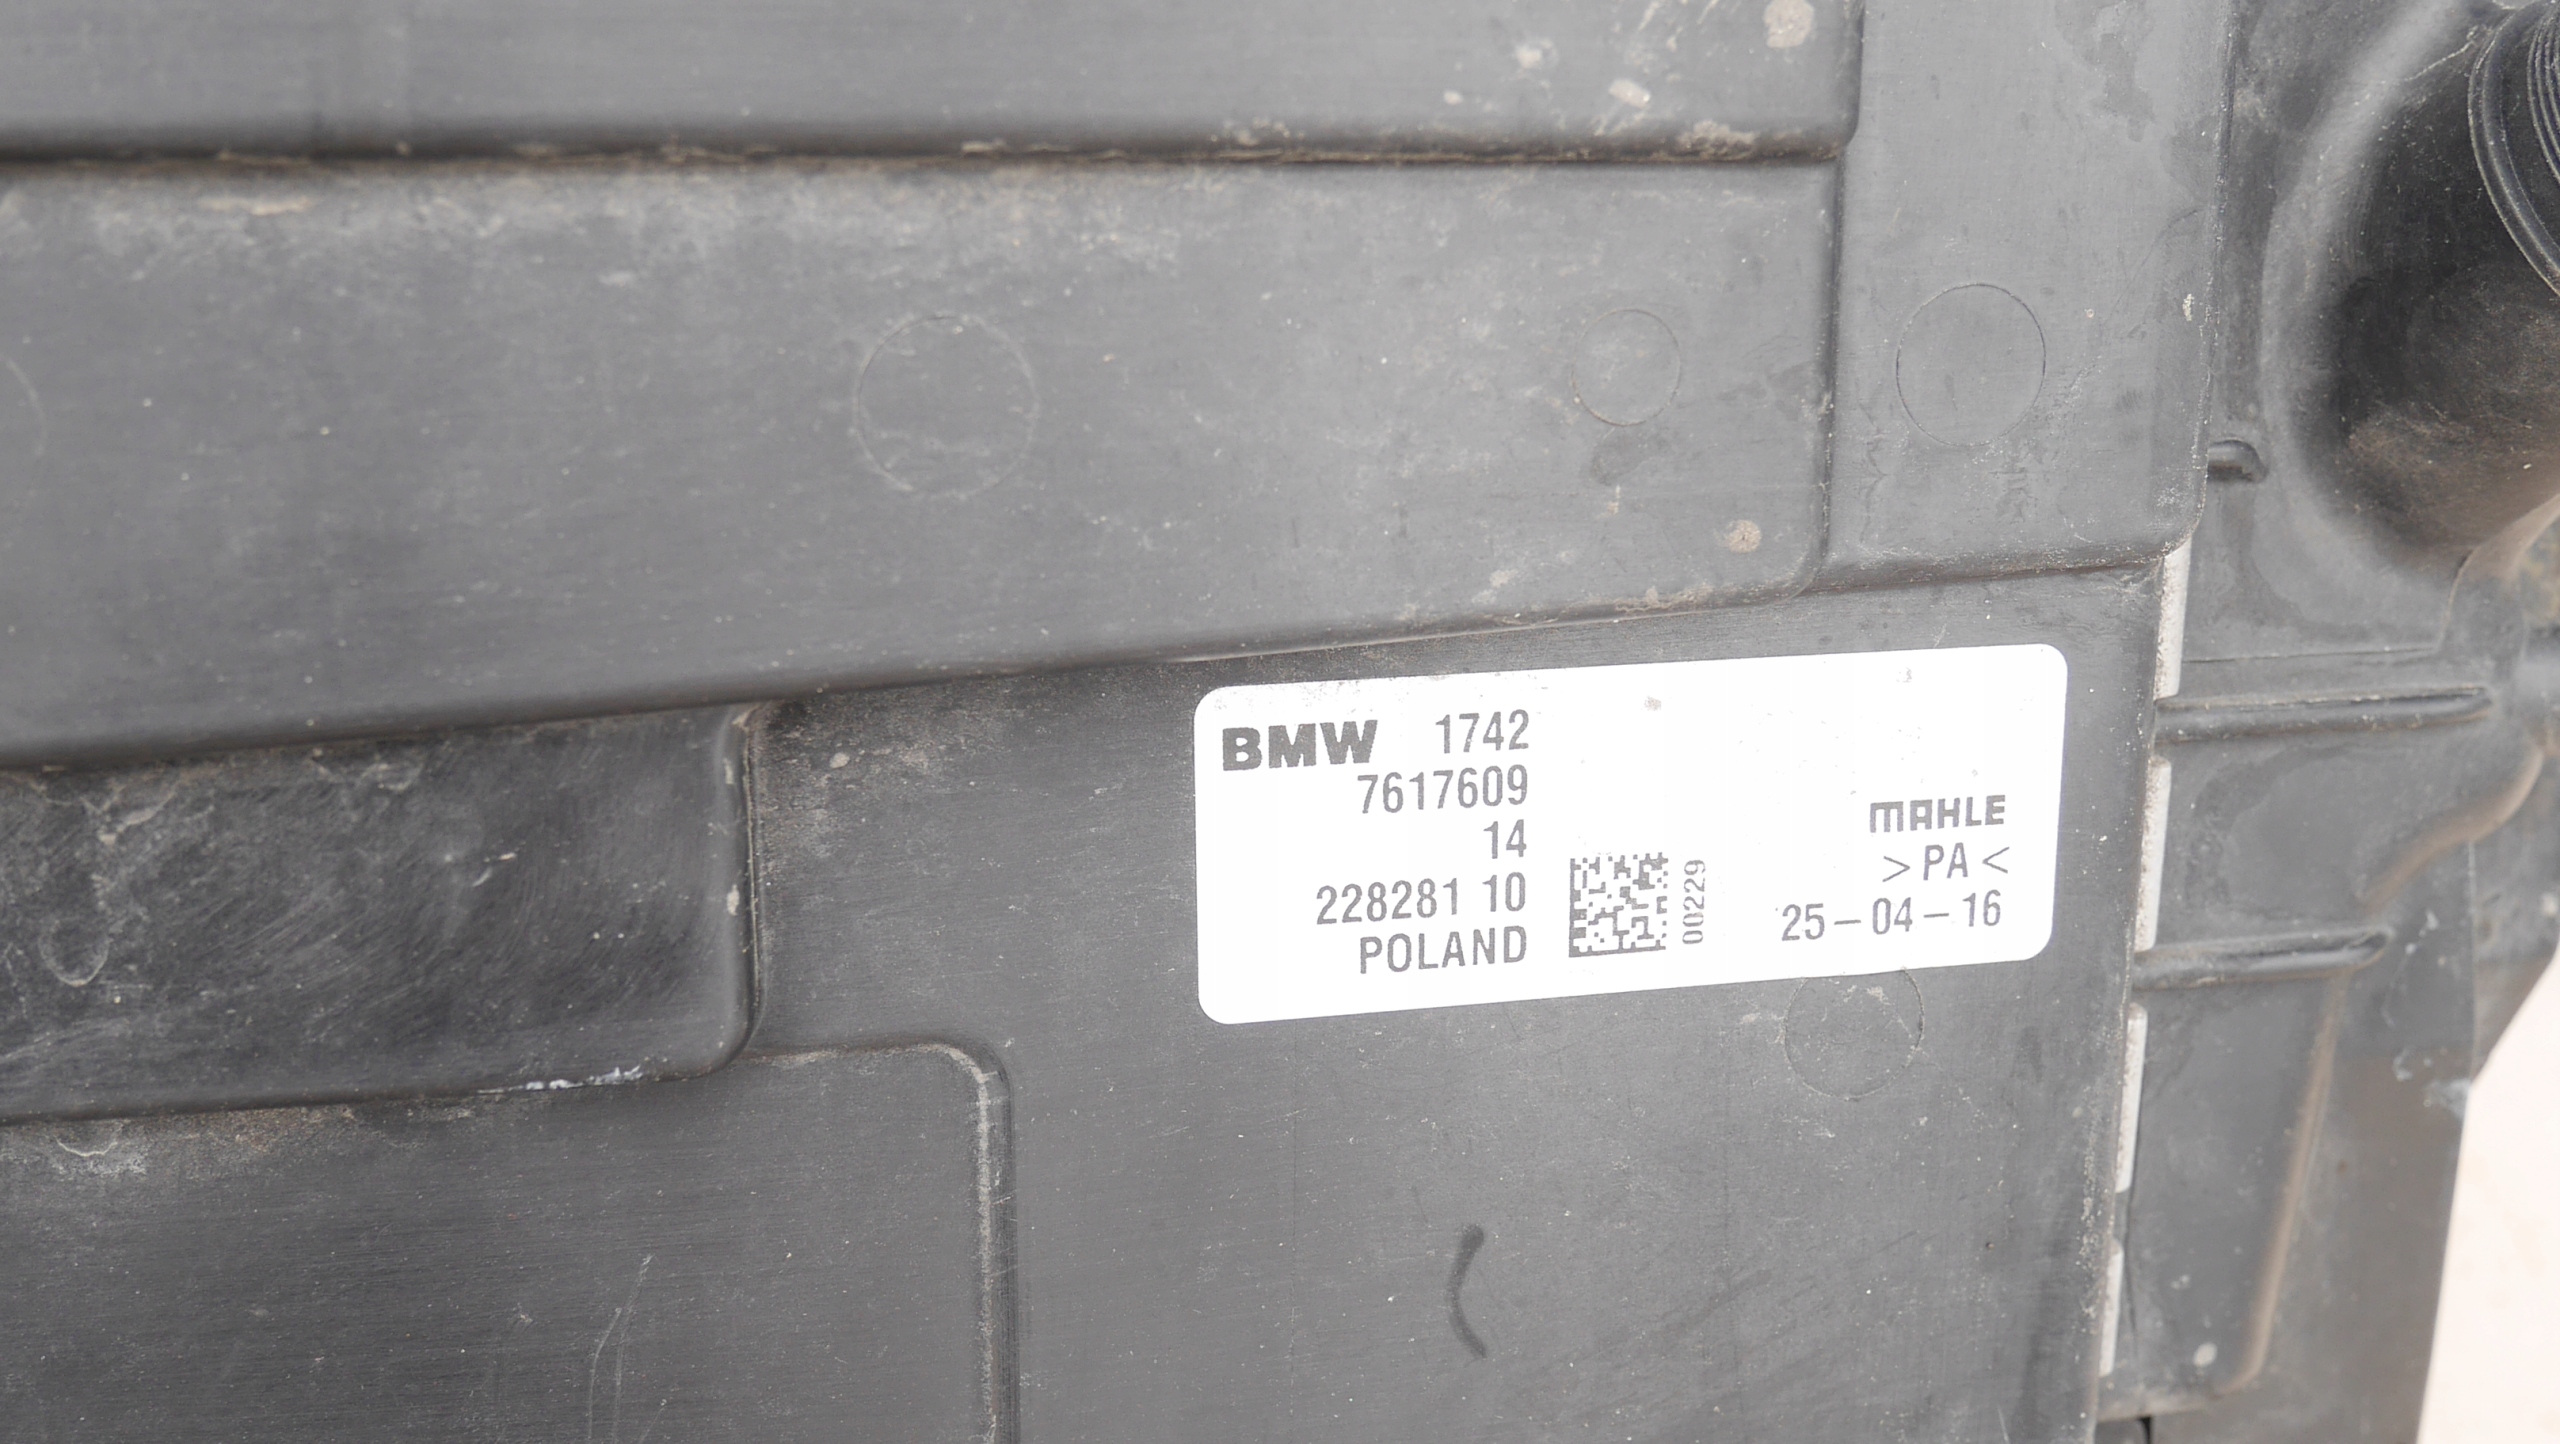 BMW 1742
7617609
14
228281 10
POLAND
00229
MAHLE
>PA<
25-04-16